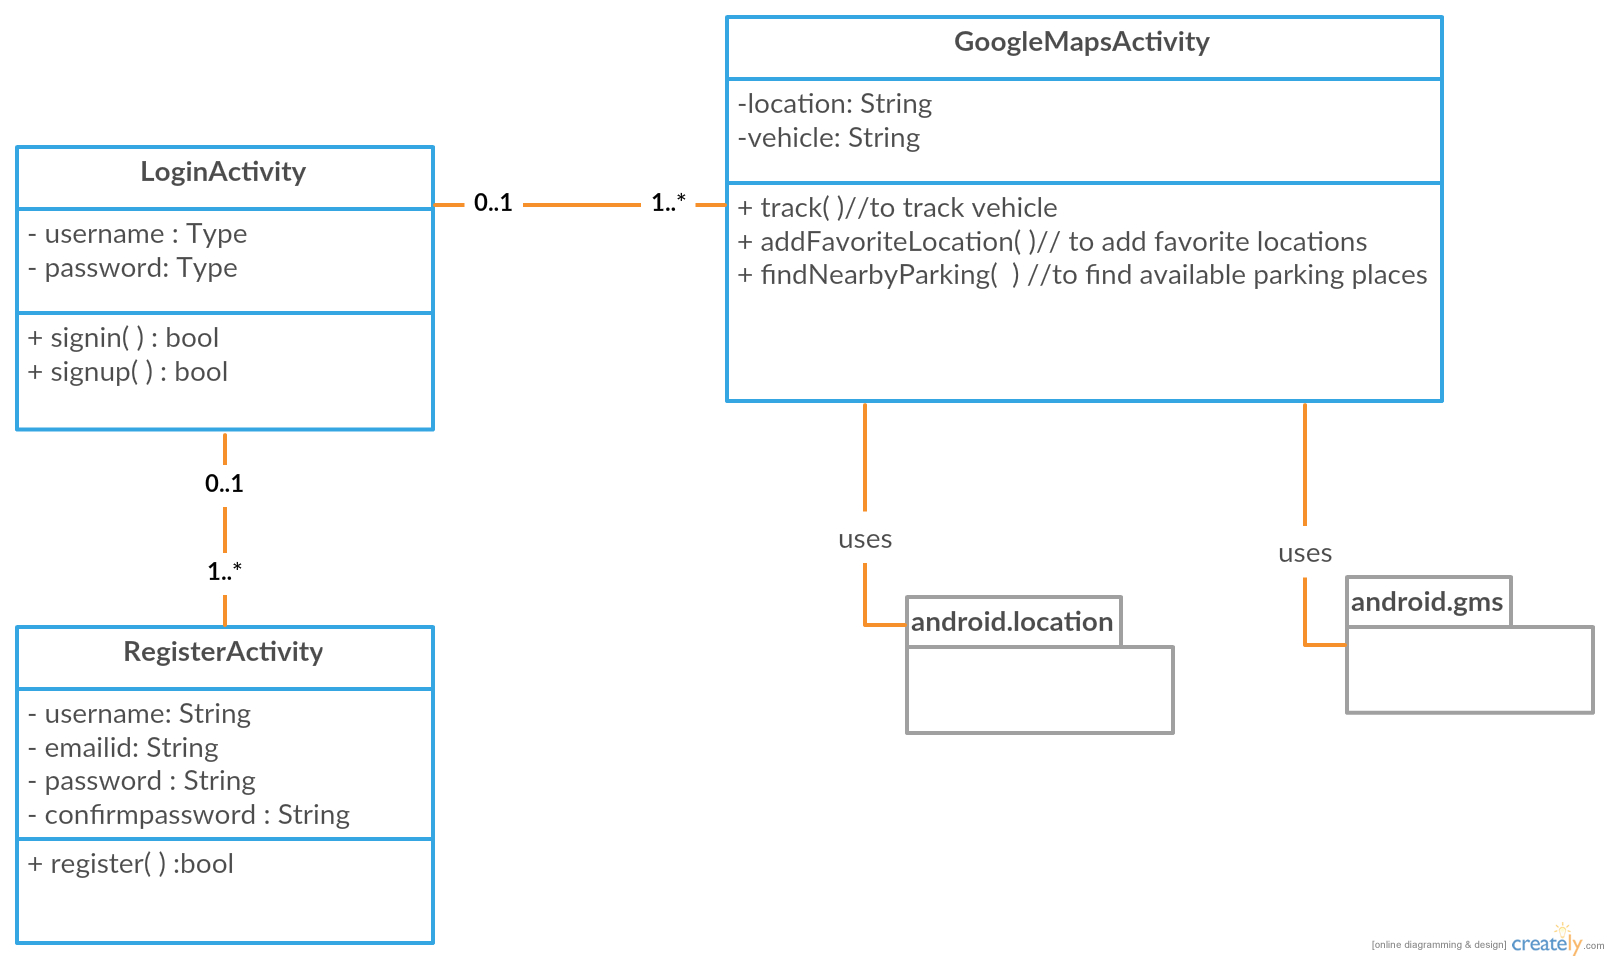 GoogleMapsActivity
-location: String
-vehicle: String
+ track( )//to track vehicle
+ addFavoriteLocation( )// to add favorite locations
+ findNearbyParking(  ) //to find available parking places
LoginActivity
- username : Type
- password: Type
+ signin( ) : bool
+ signup( ) : bool
0..1
1..*
0..1
1..*
RegisterActivity
- username: String
- emailid: String
- password : String
- confirmpassword : String
+ register( ) :bool
uses
uses
android.location
android.gms
[online diagramming & design] creately.com